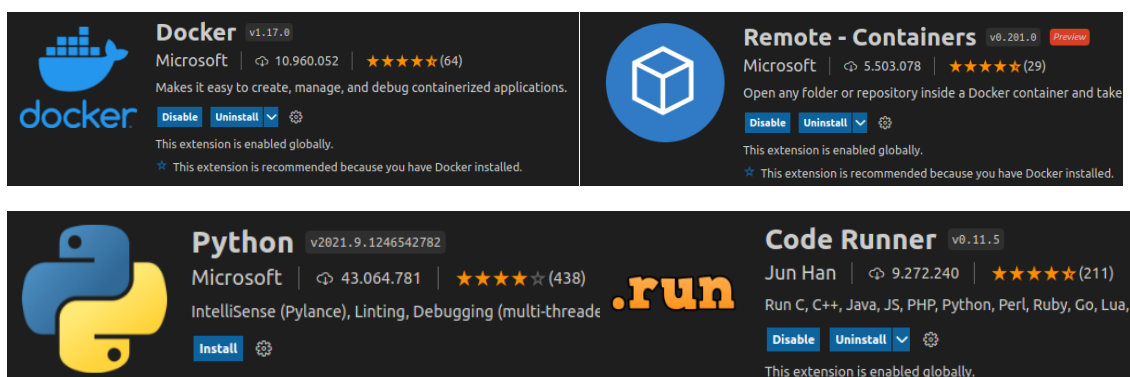 Docker v1.17.0
Microsoft 10.960.052 (64)
Makes it easy to create, manage, and debug containerized applications.
Disable Uninstall
This extension is enabled globally.
This extension is recommended because you have Docker installed.
docker
Remote - Containers v0.201.0 Preview
Microsoft 5.503.078 (29)
Open any folder or repository inside a Docker container and take
Disable Uninstall
This extension is enabled globally.
This extension is recommended because you have Docker installed.
Python v2021.9.1246542782
Microsoft 43.064.781 (438)
IntelliSense (Pylance), Linting, Debugging (multi-threade
Install
.run
Code Runner v0.11.5
Jun Han 9.272.240 (211)
Run C, C++, Java, JS, PHP, Python, Perl, Ruby, Go, Lua,
Disable Uninstall
This extension is enabled globally.